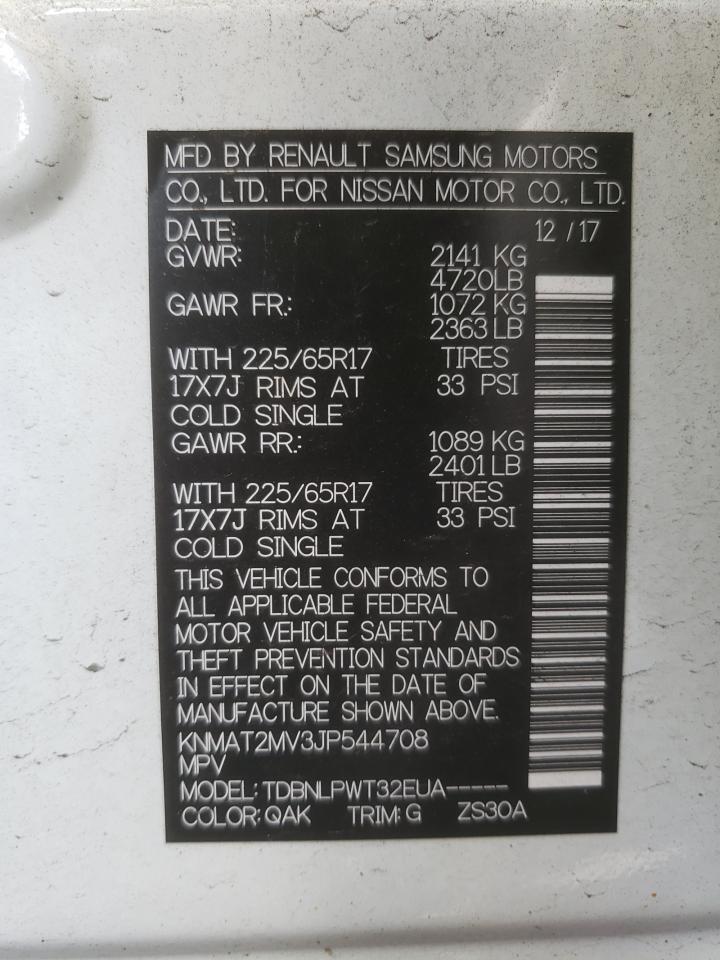 MFD BY RENAULT SAMSUNG MOTORS
CO., LTD. FOR NISSAN MOTOR CO., LTD.
DATE: 12 / 17
GVWR: 2141 KG
4720LB
GAWR FR.: 1072 KG
2363 LB
WITH 225/65R17 TIRES
17X7J RIMS AT 33 PSI
COLD SINGLE
GAWR RR.: 1089 KG
2401 LB
WITH 225/65R17 TIRES
17X7J RIMS AT 33 PSI
COLD SINGLE
THIS VEHICLE CONFORMS TO
ALL APPLICABLE FEDERAL
MOTOR VEHICLE SAFETY AND
THEFT PREVENTION STANDARDS
IN EFFECT ON THE DATE OF
MANUFACTURE SHOWN ABOVE.
KNMAT2MV3JP544708
MPV
MODEL: TDBNLPWT32EUA-----
COLOR: QAK TRIM: G ZS30A